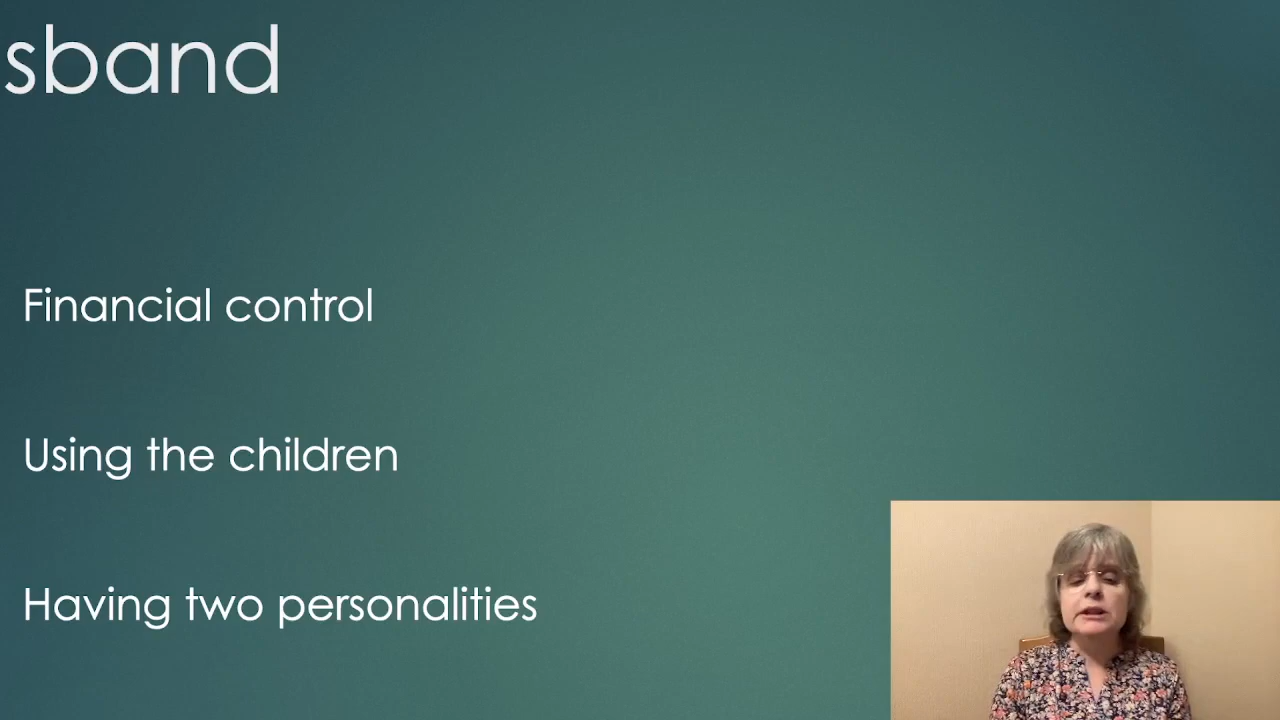 sband
Financial control
Using the children
Having two personalities